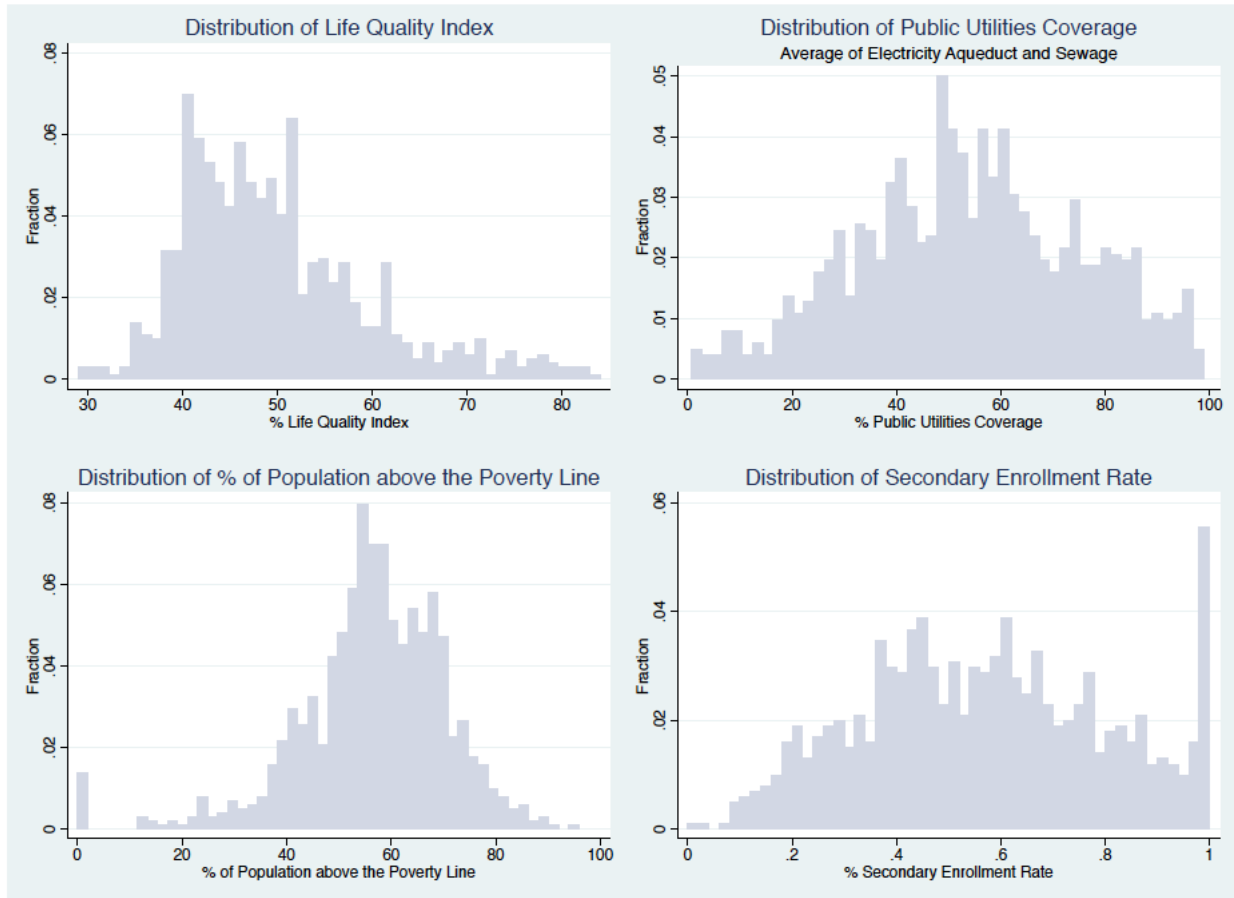 Distribution of Life Quality Index
.08
.06
.04
.02
0
Fraction
30 40 50 60 70 80
% Life Quality Index
Distribution of Public Utilities Coverage
Average of Electricity Aqueduct and Sewage
.05
.04
.03
.02
.01
0
Fraction
0 20 40 60 80 100
% Public Utilities Coverage
Distribution of % of Population above the Poverty Line
.08
.06
.04
.02
0
Fraction
0 20 40 60 80 100
% of Population above the Poverty Line
Distribution of Secondary Enrollment Rate
.06
.04
.02
0
Fraction
0 .2 .4 .6 .8 1
% Secondary Enrollment Rate